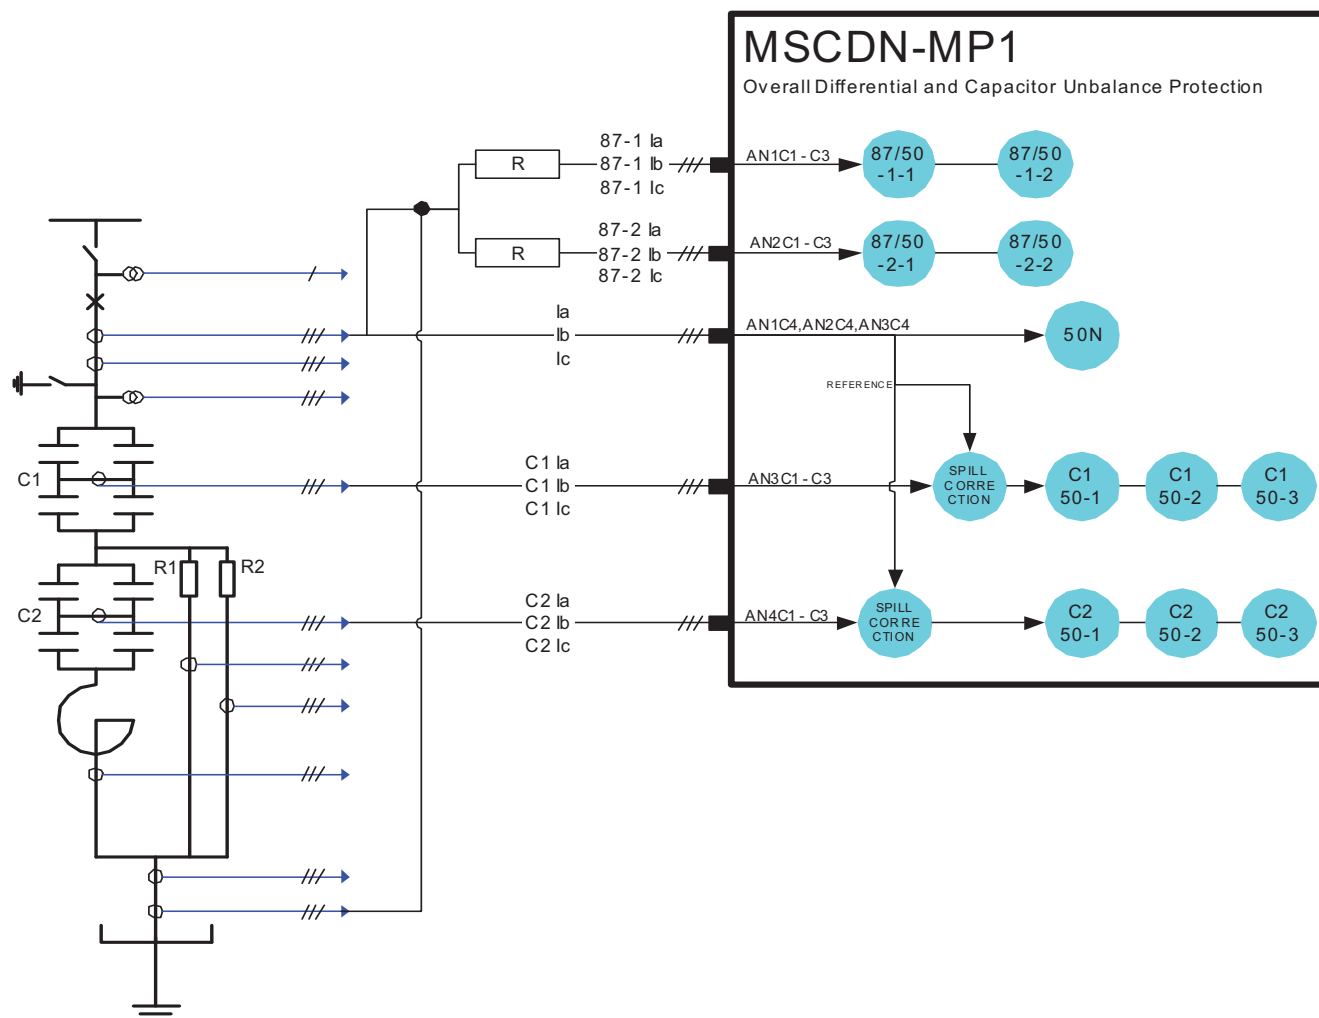 MSCDN-MP1
Overall Differential and Capacitor Unbalance Protection
87-1 Ia
87-1 Ib
87-1 Ic
R
AN1C1-C3
87/50
-1-1
87/50
-1-2
87-2 Ia
87-2 Ib
87-2 Ic
R
AN2C1-C3
87/50
-2-1
87/50
-2-2
Ia
Ib
Ic
AN1C4,AN2C4,AN3C4
50N
REFERENCE
C1
C1 Ia
C1 Ib
C1 Ic
AN3C1-C3
SPILL
CORRE
CTION
C1
50-1
C1
50-2
C1
50-3
R1
R2
C2
C2 Ia
C2 Ib
C2 Ic
AN4C1-C3
SPILL
CORRE
CTION
C2
50-1
C2
50-2
C2
50-3